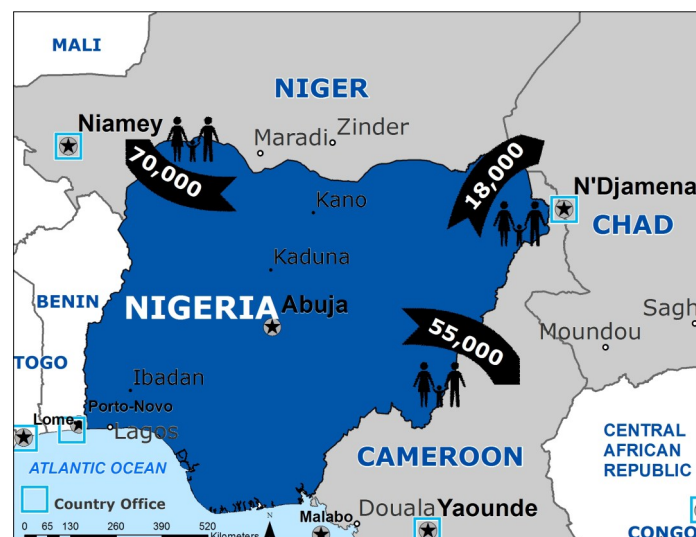 MALI
NIGER
Niamey
Maradi
Zinder
70,000
18,000
N'Djamena
Kano
CHAD
Kaduna
BENIN
NIGERIA
Abuja
Sagh
55,000
Moundou
TOGO
Ibadan
Porto-Novo
Lome
Lagos
CENTRAL
AFRICAN
REPUBLIC
CAMEROON
ATLANTIC OCEAN
Country Office
Douala
Yaounde
Malabo
0 65 130 260 390 520
Kilometers
N
CONGO